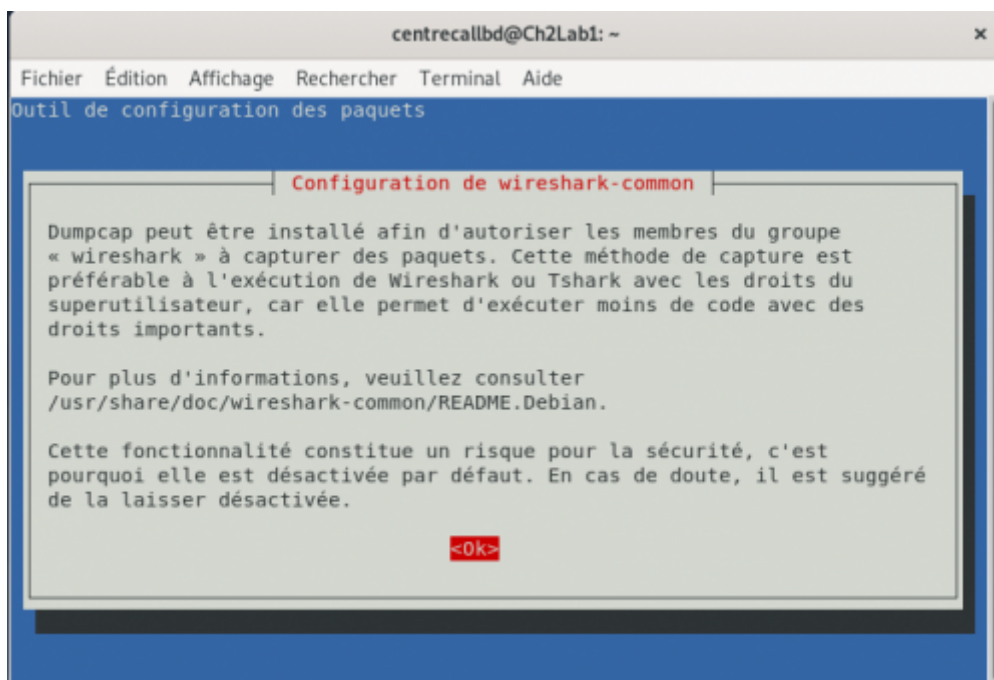 centrecallbd@Ch2Lab1: ~ ×
Fichier Édition Affichage Rechercher Terminal Aide
Outil de configuration des paquets
Configuration de wireshark-common
Dumpcap peut être installé afin d'autoriser les membres du groupe
« wireshark » à capturer des paquets. Cette méthode de capture est
préférable à l'exécution de Wireshark ou Tshark avec les droits du
superutilisateur, car elle permet d'exécuter moins de code avec des
droits importants.
Pour plus d'informations, veuillez consulter
/usr/share/doc/wireshark-common/README.Debian.
Cette fonctionnalité constitue un risque pour la sécurité, c'est
pourquoi elle est désactivée par défaut. En cas de doute, il est suggéré
de la laisser désactivée.
<Ok>